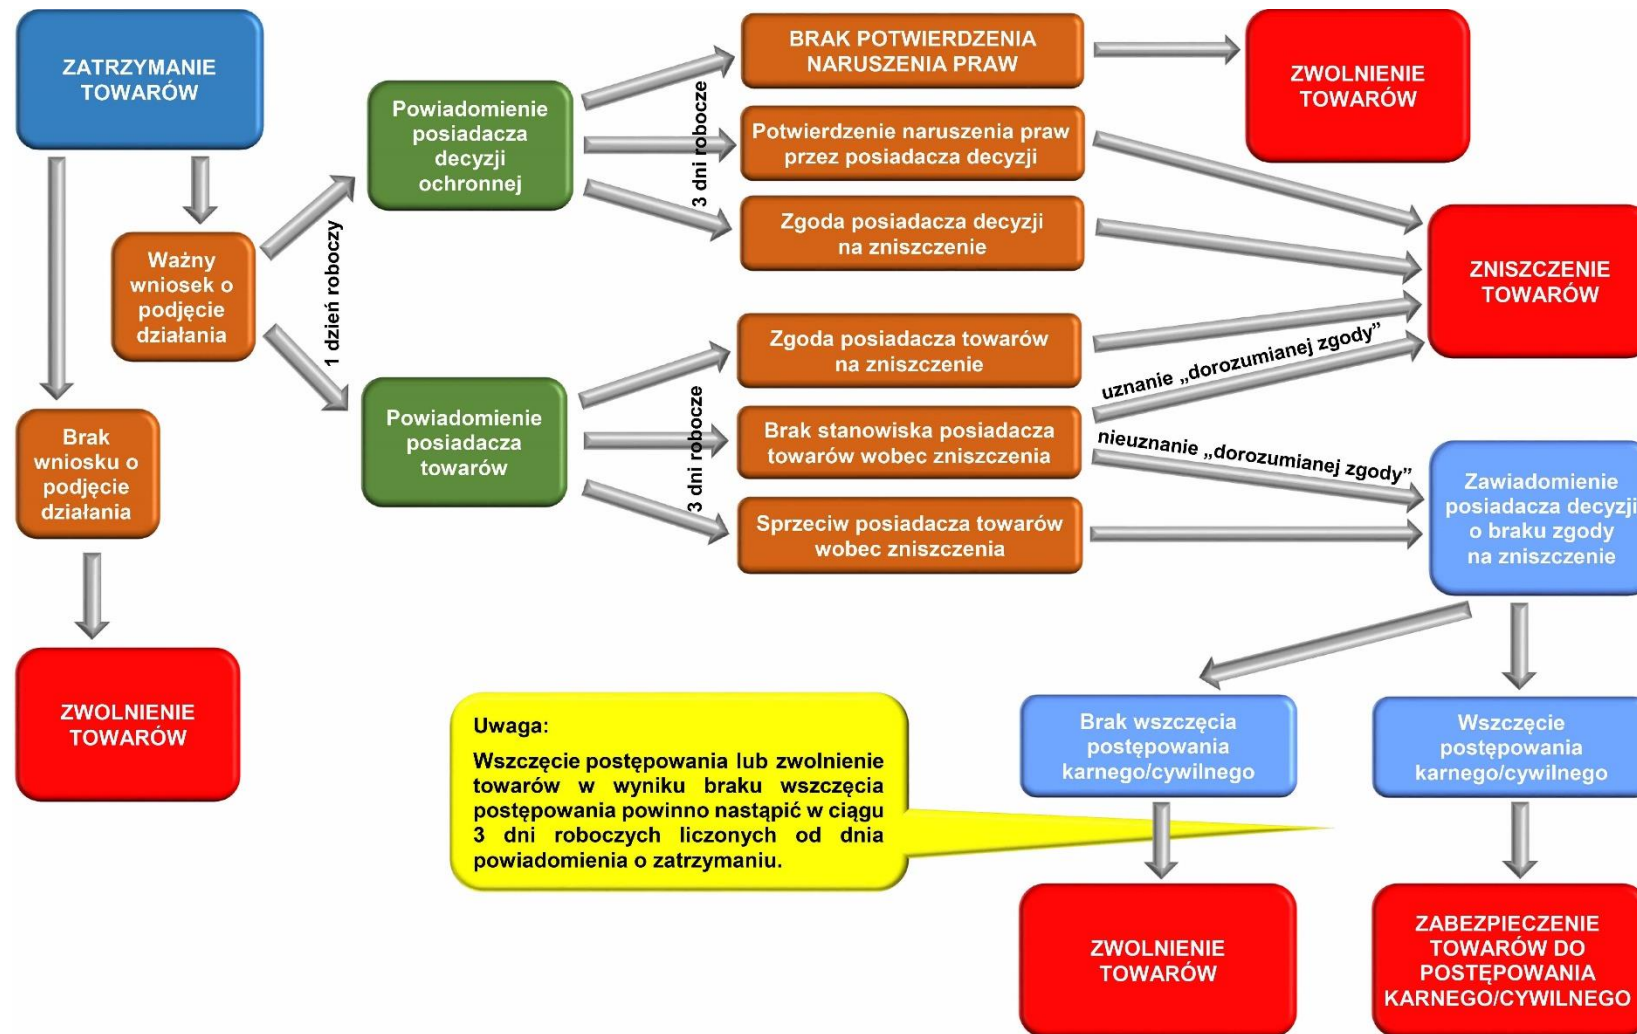 ZATRZYMANIE
TOWARÓW
Ważny
wniosek o
podjęcie
działania
Brak
wniosku o
podjęcie
działania
ZWOLNIENIE
TOWARÓW
1 dzień roboczy
Powiadomienie
posiadacza
decyzji
ochronnej
Powiadomienie
posiadacza
towarów
3 dni robocze
BRAK POTWIERDZENIA
NARUSZENIA PRAW
Potwierdzenie naruszenia praw
przez posiadacza decyzji
Zgoda posiadacza decyzji
na zniszczenie
3 dni robocze
Zgoda posiadacza towarów
na zniszczenie
Brak stanowiska posiadacza
towarów wobec zniszczenia
Sprzeciw posiadacza towarów
wobec zniszczenia
ZWOLNIENIE
TOWARÓW
ZNISZCZENIE
TOWARÓW
uznanie „dorozumianej zgody”
nieuznanie „dorozumianej zgody”
Zawiadomienie
posiadacza decyzji
o braku zgody
na zniszczenie
Uwaga:
Wszczęcie postępowania lub zwolnienie
towarów w wyniku braku wszczęcia
postępowania powinno nastąpić w ciągu
3 dni roboczych liczonych od dnia
powiadomienia o zatrzymaniu.
Brak wszczęcia
postępowania
karnego/cywilnego
Wszczęcie
postępowania
karnego/cywilnego
ZWOLNIENIE
TOWARÓW
ZABEZPIECZENIE
TOWARÓW DO
POSTĘPOWANIA
KARNEGO/CYWILNEGO